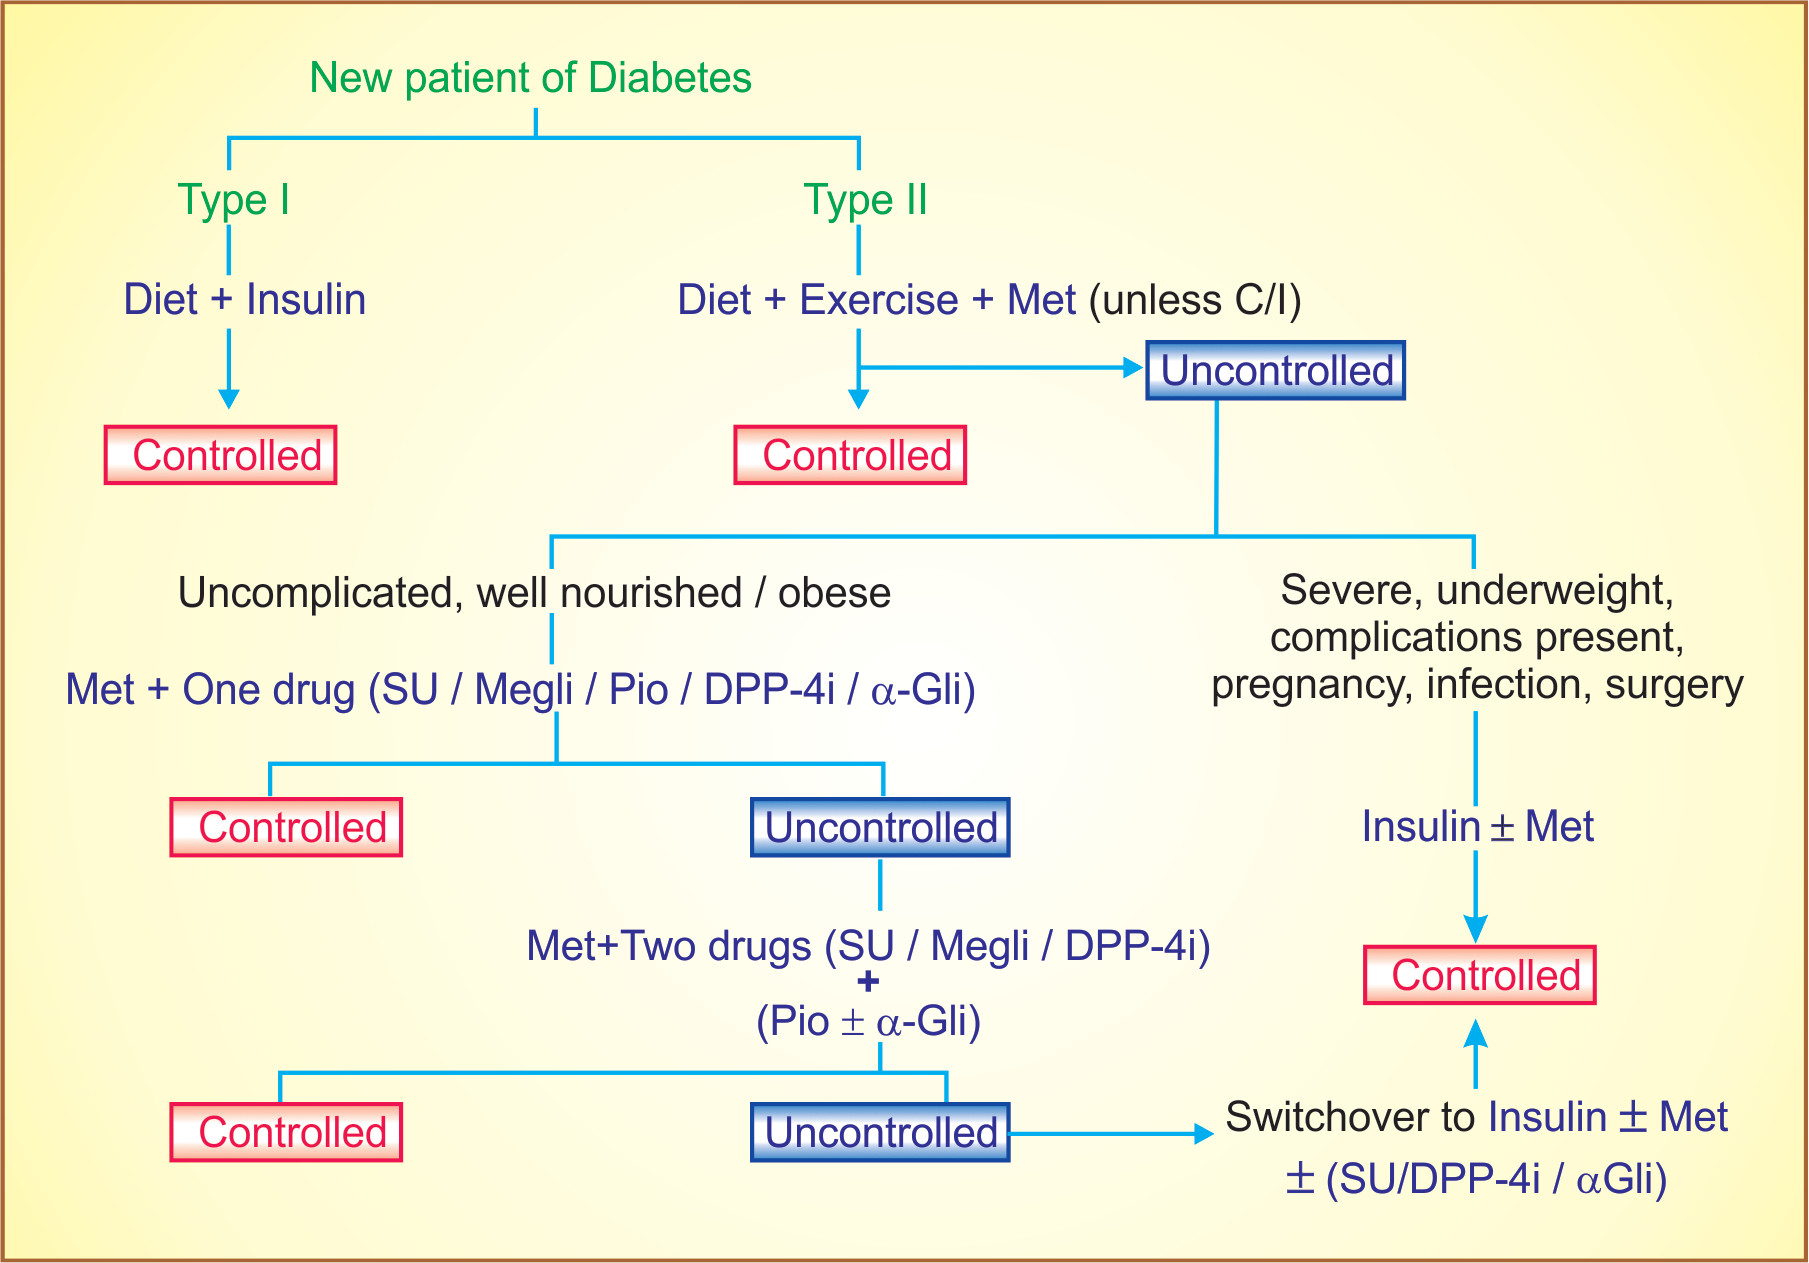 New patient of Diabetes
Type I
Type II
Diet + Insulin
Diet + Exercise + Met (unless C/I)
Uncontrolled
Controlled
Controlled
Uncomplicated, well nourished / obese
Severe, underweight,
complications present,
pregnancy, infection, surgery
Met + One drug (SU / Megli / Pio / DPP-4i / α-Gli)
Controlled
Uncontrolled
Insulin ± Met
Met+Two drugs (SU / Megli / DPP-4i)
+
(Pio ± α-Gli)
Controlled
Controlled
Uncontrolled
Switchover to Insulin ± Met
± (SU/DPP-4i / αGli)